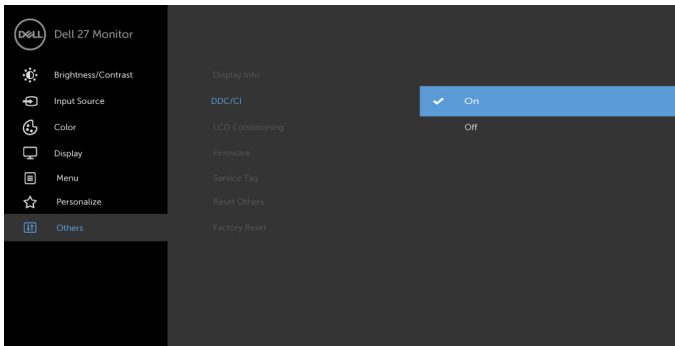 DELL Dell 27 Monitor
Brightness/Contrast
Input Source
Color
Display
Menu
Personalize
Others
Display Info
DDC/CI
LCD Conditioning
Firmware
Service Tag
Reset Others
Factory Reset
On
Off